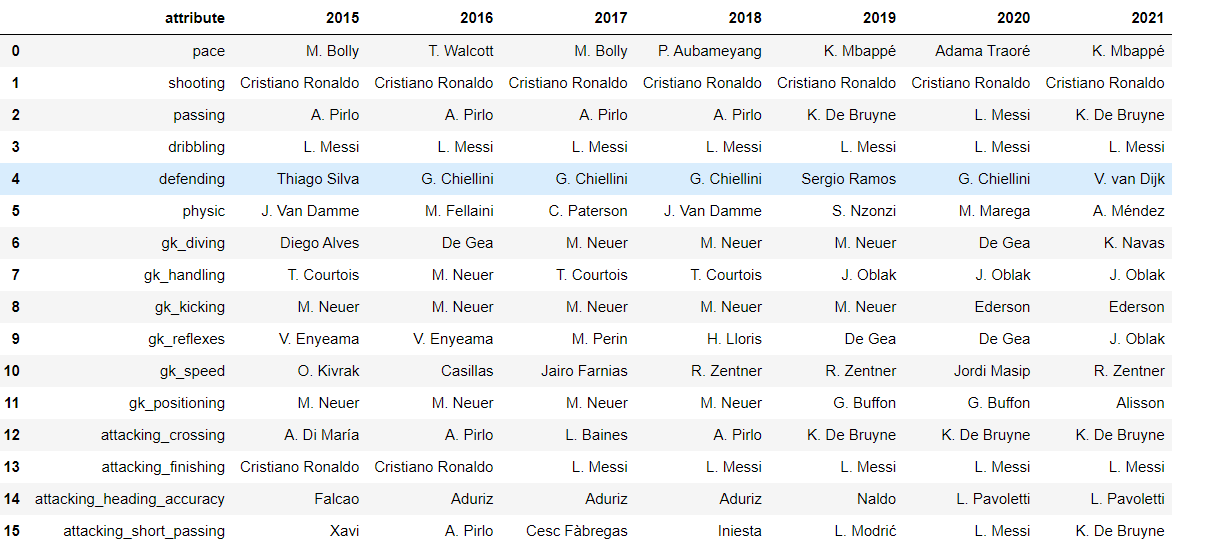 attribute 2015 2016 2017 2018 2019 2020 2021
0 pace M. Bolly T. Walcott M. Bolly P. Aubameyang K. Mbappé Adama Traoré K. Mbappé
1 shooting Cristiano Ronaldo Cristiano Ronaldo Cristiano Ronaldo Cristiano Ronaldo Cristiano Ronaldo Cristiano Ronaldo Cristiano Ronaldo
2 passing A. Pirlo A. Pirlo A. Pirlo A. Pirlo K. De Bruyne L. Messi K. De Bruyne
3 dribbling L. Messi L. Messi L. Messi L. Messi L. Messi L. Messi L. Messi
4 defending Thiago Silva G. Chiellini G. Chiellini G. Chiellini Sergio Ramos G. Chiellini V. van Dijk
5 physic J. Van Damme M. Fellaini C. Paterson J. Van Damme S. Nzonzi M. Marega A. Méndez
6 gk_diving Diego Alves De Gea M. Neuer M. Neuer M. Neuer De Gea K. Navas
7 gk_handling T. Courtois M. Neuer T. Courtois T. Courtois J. Oblak J. Oblak J. Oblak
8 gk_kicking M. Neuer M. Neuer M. Neuer M. Neuer M. Neuer Ederson Ederson
9 gk_reflexes V. Enyeama V. Enyeama M. Perin H. Lloris De Gea De Gea J. Oblak
10 gk_speed O. Kivrak Casillas Jairo Farnias R. Zentner R. Zentner Jordi Masip R. Zentner
11 gk_positioning M. Neuer M. Neuer M. Neuer M. Neuer G. Buffon G. Buffon Alisson
12 attacking_crossing A. Di María A. Pirlo L. Baines A. Pirlo K. De Bruyne K. De Bruyne K. De Bruyne
13 attacking_finishing Cristiano Ronaldo Cristiano Ronaldo L. Messi L. Messi L. Messi L. Messi L. Messi
14 attacking_heading_accuracy Falcao Aduriz Aduriz Aduriz Naldo L. Pavoletti L. Pavoletti
15 attacking_short_passing Xavi A. Pirlo Cesc Fàbregas Iniesta L. Modrić L. Messi K. De Bruyne